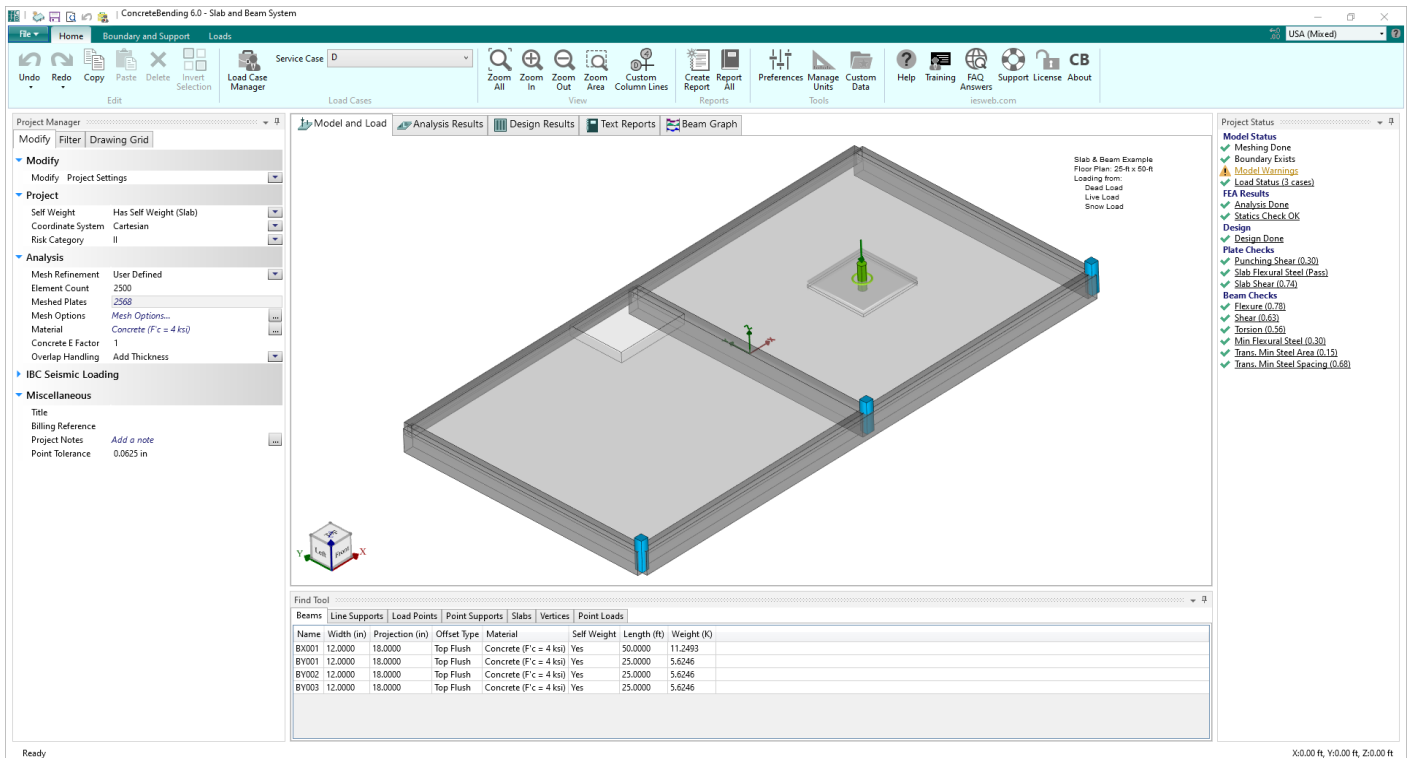 ConcreteBending 6.0 - Slab and Beam System
File Home Boundary and Support Loads USA (Mixed)
Undo Redo Copy Paste Delete Invert Selection
Edit
Load Case Manager Service Case D
Load Cases
Zoom All Zoom In Zoom Out Zoom Area Custom Column Lines
View
Create Report Report All
Reports
Preferences Manage Units Custom Data
Tools
Help Training FAQ Answers Support License About
CB
iesweb.com
Project Manager
Modify Filter Drawing Grid
Modify
Modify Project Settings
Project
Self Weight Has Self Weight (Slab)
Coordinate System Cartesian
Risk Category II
Analysis
Mesh Refinement User Defined
Element Count 2500
Meshed Plates 2568
Mesh Options Mesh Options... ...
Material Concrete (F'c = 4 ksi) ...
Concrete E Factor 1
Overlap Handling Add Thickness
IBC Seismic Loading
Miscellaneous
Title
Billing Reference
Project Notes Add a note ...
Point Tolerance 0.0625 in
Model and Load Analysis Results Design Results Text Reports Beam Graph
Slab & Beam Example
Floor Plan: 25-ft x 50-ft
Loading from:
Dead Load
Live Load
Snow Load
Left Front
Y X
Find Tool
Beams Line Supports Load Points Point Supports Slabs Vertices Point Loads
Name Width (in) Projection (in) Offset Type Material Self Weight Length (ft) Weight (K)
BX001 12.0000 18.0000 Top Flush Concrete (F'c = 4 ksi) Yes 50.0000 11.2493
BY001 12.0000 18.0000 Top Flush Concrete (F'c = 4 ksi) Yes 25.0000 5.6246
BY002 12.0000 18.0000 Top Flush Concrete (F'c = 4 ksi) Yes 25.0000 5.6246
BY003 12.0000 18.0000 Top Flush Concrete (F'c = 4 ksi) Yes 25.0000 5.6246
Project Status
Model Status
Meshing Done
Boundary Exists
Model Warnings
Load Status (3 cases)
FEA Results
Analysis Done
Statics Check OK
Design
Design Done
Plate Checks
Punching Shear (0.30)
Slab Flexural Steel (Pass)
Slab Shear (0.74)
Beam Checks
Flexure (0.78)
Shear (0.63)
Torsion (0.56)
Min Flexural Steel (0.30)
Trans. Min Steel Area (0.15)
Trans. Min Steel Spacing (0.68)
Ready
X:0.00 ft, Y:0.00 ft, Z:0.00 ft